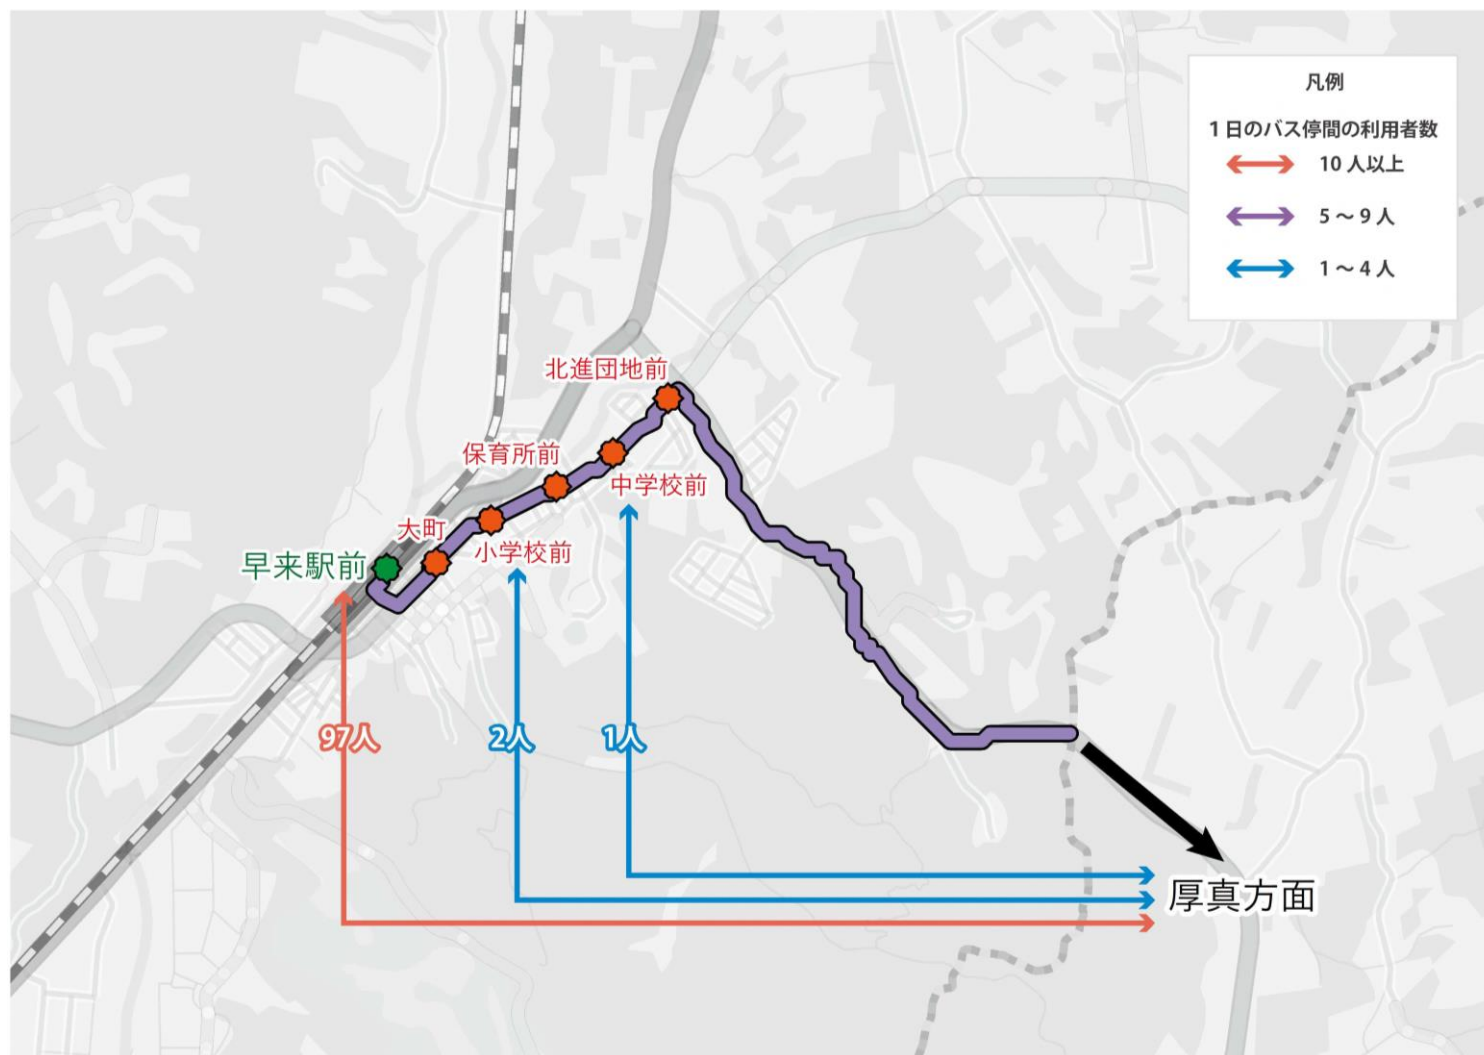 凡例
1日のバス停間の利用者数
10 人以上
5 ～ 9 人
1 ～ 4 人
北進団地前
保育所前
中学校前
大町
小学校前
早来駅前
97人
2人
1人
厚真方面